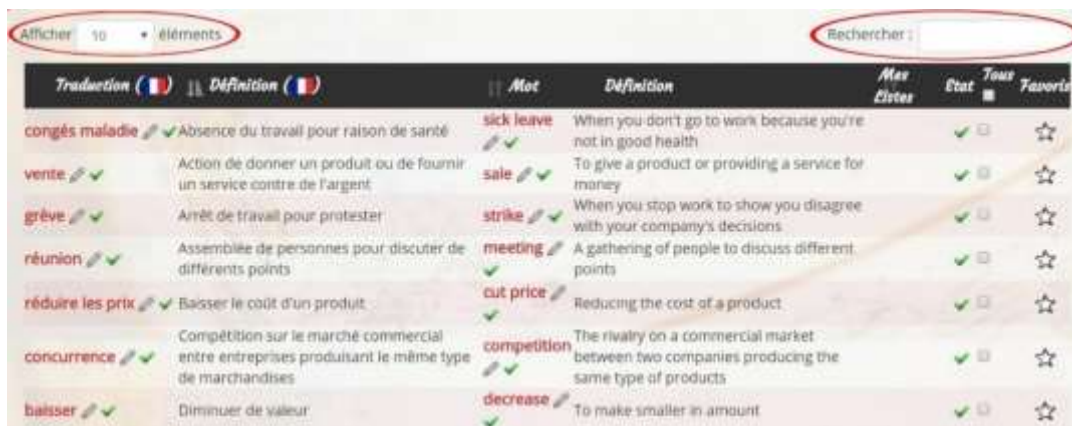 Afficher 10 éléments Rechercher :
Traduction ( ) Définition ( ) Mot Définition Mes Listes Etat Tous Favoris
congés maladie Absence du travail pour raison de santé sick leave When you don't go to work because you're not in good health
vente Action de donner un produit ou de fournir un service contre de l'argent sale To give a product or providing a service for money
grève Arrêt de travail pour protester strike When you stop work to show you disagree with your company's decisions
réunion Assemblée de personnes pour discuter de différents points meeting A gathering of people to discuss different points
réduire les prix Baisser le coût d'un produit cut price Reducing the cost of a product
concurrence Compétition sur le marché commercial entre entreprises produisant le même type de marchandises competition The rivalry on a commercial market between two companies producing the same type of products
baisser Diminuer de valeur decrease To make smaller in amount